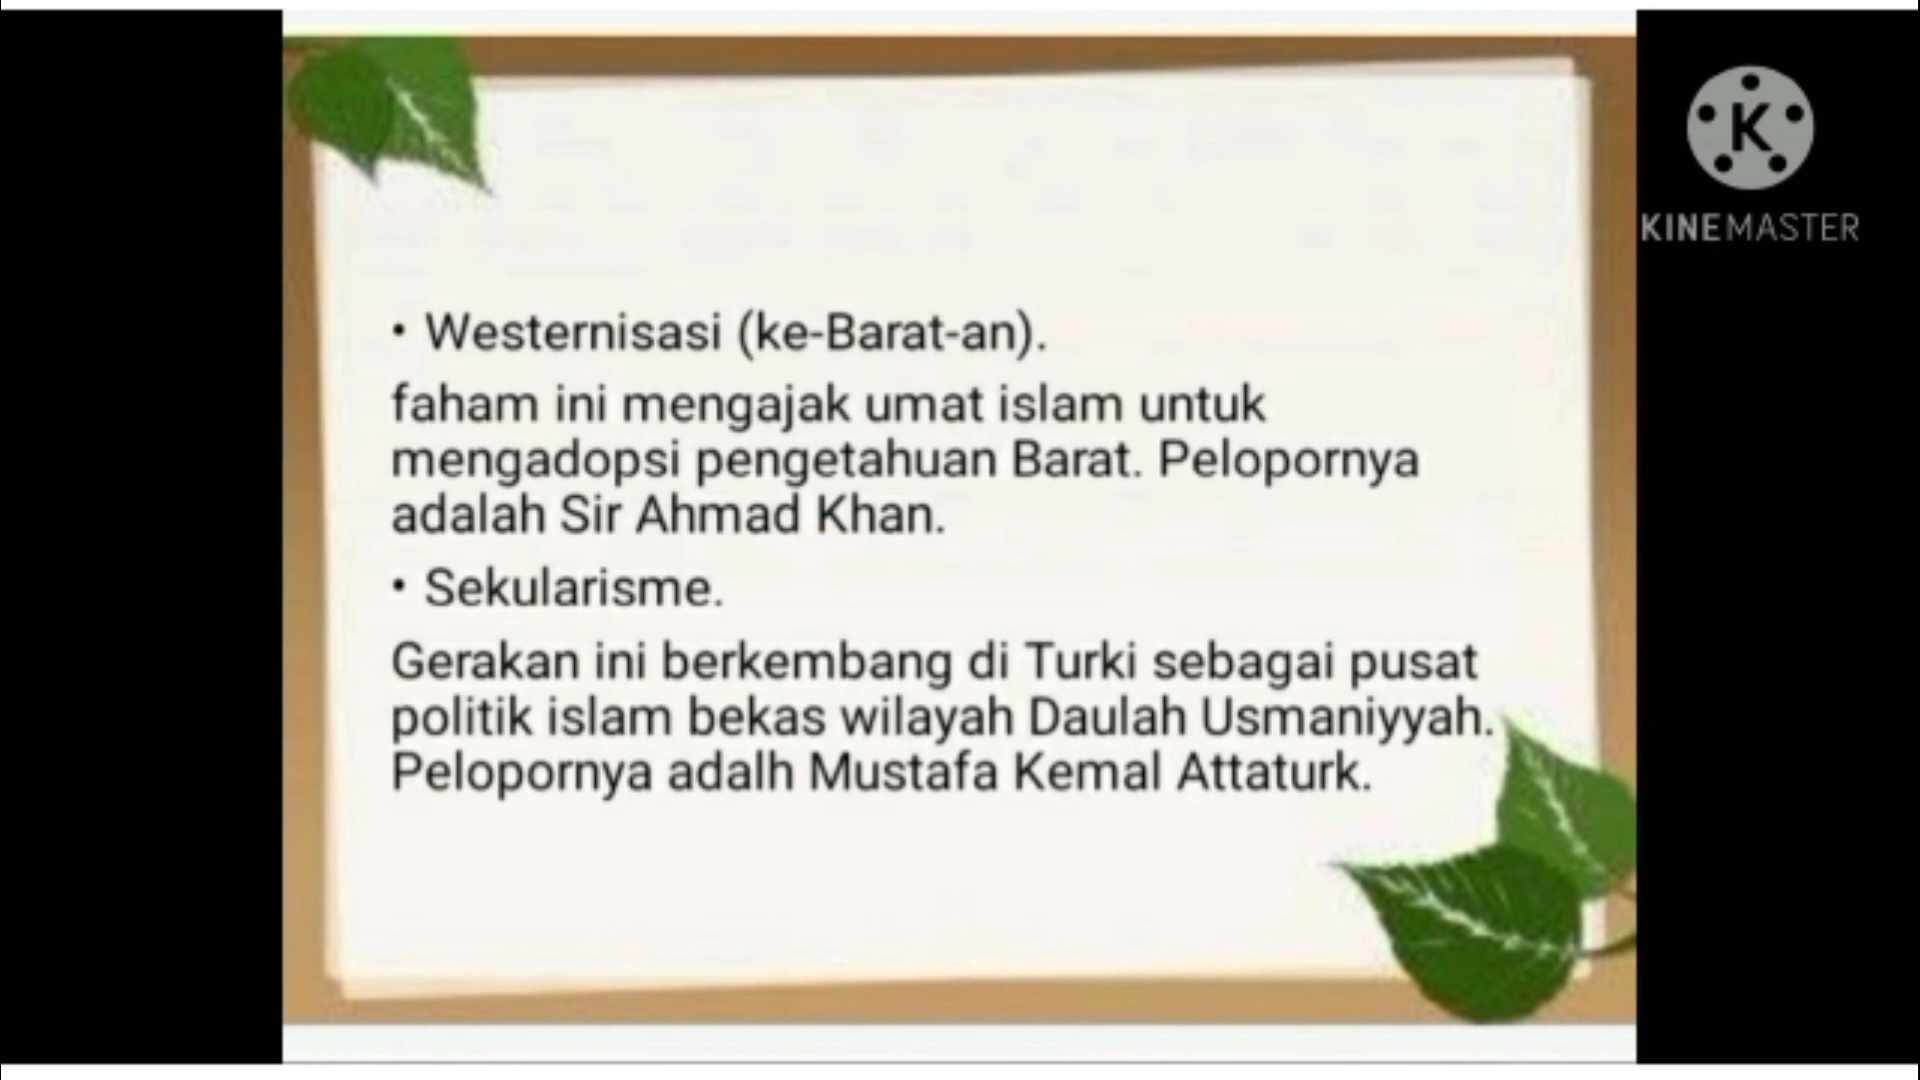 • Westernisasi (ke-Barat-an).
faham ini mengajak umat islam untuk
mengadopsi pengetahuan Barat. Pelopornya
adalah Sir Ahmad Khan.
• Sekularisme.
Gerakan ini berkembang di Turki sebagai pusat
politik islam bekas wilayah Daulah Usmaniyyah.
Pelopornya adalh Mustafa Kemal Attaturk.
K
KINEMASTER